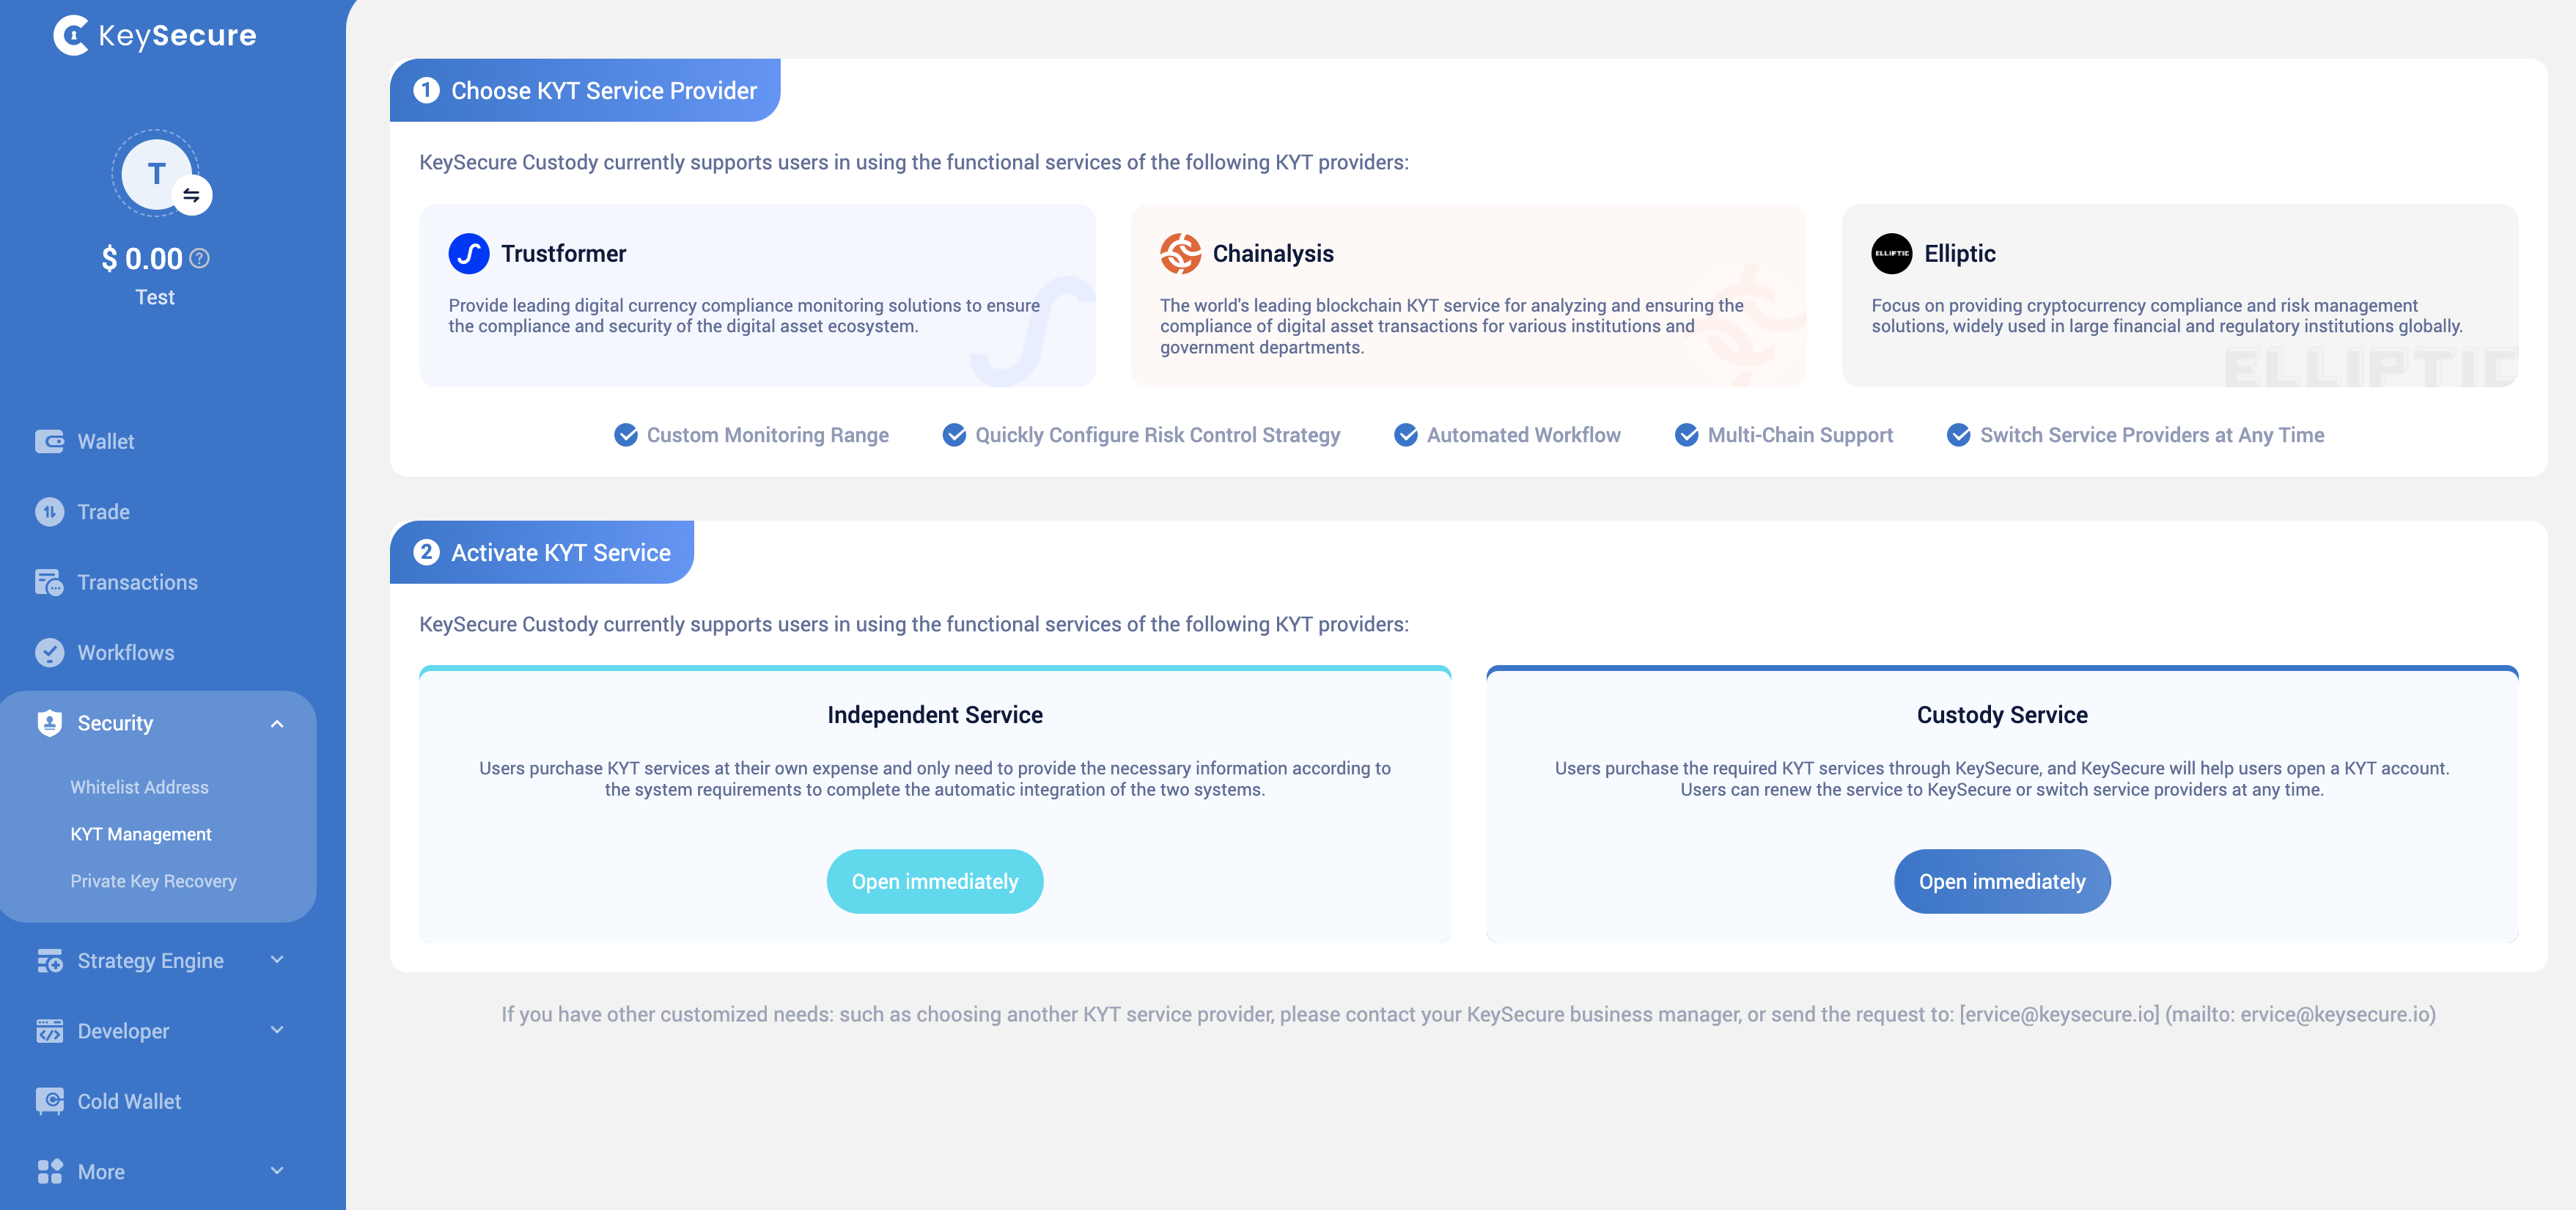 KeySecure
T
$ 0.00
Test
Wallet
Trade
Transactions
Workflows
Security
Whitelist Address
KYT Management
Private Key Recovery
Strategy Engine
Developer
Cold Wallet
More
1 Choose KYT Service Provider
KeySecure Custody currently supports users in using the functional services of the following KYT providers:
Trustformer
Provide leading digital currency compliance monitoring solutions to ensure
the compliance and security of the digital asset ecosystem.
Chainalysis
The world's leading blockchain KYT service for analyzing and ensuring the
compliance of digital asset transactions for various institutions and
government departments.
ELLIPTIC
Elliptic
Focus on providing cryptocurrency compliance and risk management
solutions, widely used in large financial and regulatory institutions globally.
ELLIPTIC
Custom Monitoring Range
Quickly Configure Risk Control Strategy
Automated Workflow
Multi-Chain Support
Switch Service Providers at Any Time
2 Activate KYT Service
KeySecure Custody currently supports users in using the functional services of the following KYT providers:
Independent Service
Users purchase KYT services at their own expense and only need to provide the necessary information according to
the system requirements to complete the automatic integration of the two systems.
Open immediately
Custody Service
Users purchase the required KYT services through KeySecure, and KeySecure will help users open a KYT account.
Users can renew the service to KeySecure or switch service providers at any time.
Open immediately
If you have other customized needs: such as choosing another KYT service provider, please contact your KeySecure business manager, or send the request to: [ervice@keysecure.io] (mailto: ervice@keysecure.io)